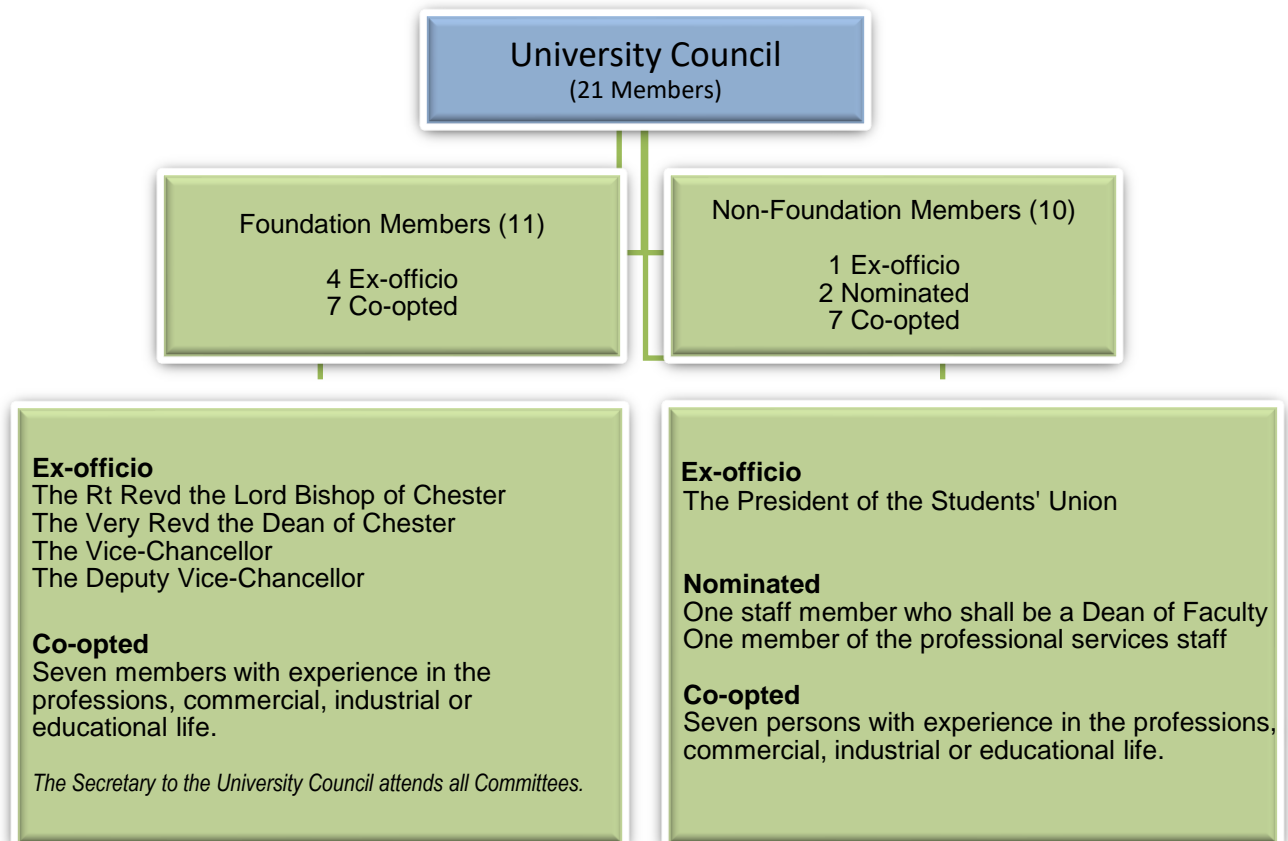 University Council
(21 Members)
Foundation Members (11)
4 Ex-officio
7 Co-opted
Non-Foundation Members (10)
1 Ex-officio
2 Nominated
7 Co-opted
Ex-officio
The Rt Revd the Lord Bishop of Chester
The Very Revd the Dean of Chester
The Vice-Chancellor
The Deputy Vice-Chancellor
Co-opted
Seven members with experience in the
professions, commercial, industrial or
educational life.
The Secretary to the University Council attends all Committees.
Ex-officio
The President of the Students' Union
Nominated
One staff member who shall be a Dean of Faculty
One member of the professional services staff
Co-opted
Seven persons with experience in the professions,
commercial, industrial or educational life.